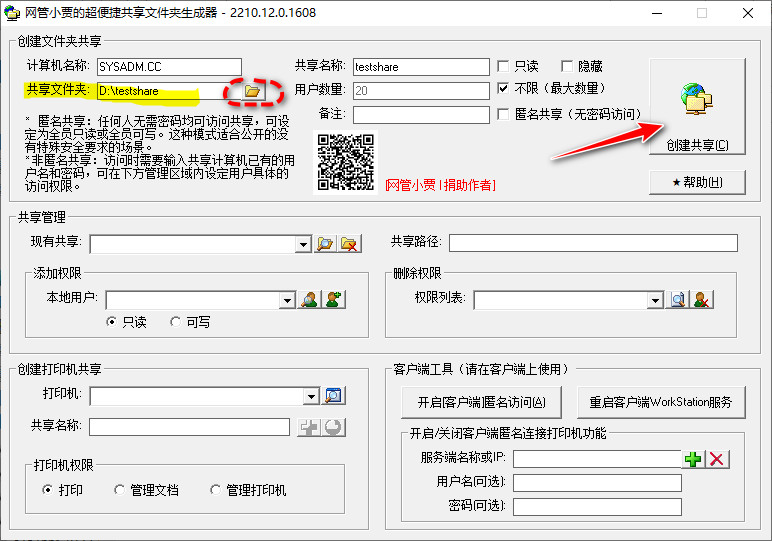 网管小贾的超便捷共享文件夹生成器 - 2210.12.0.1608
创建文件夹共享
计算机名称: SYSADM.CC
共享文件夹: D:\testshare
* 匿名共享：任何人无需密码均可访问共享，可
设定为全员只读或全员可写。这种模式适合公开的没
有特殊安全要求的场景。
*非匿名共享：访问时需要输入共享计算机已有的用
户名和密码，可在下方管理区域内设定用户具体的
访问权限。
共享名称: testshare 只读 隐藏
用户数量: 20 不限（最大数量）
备注: 匿名共享（无密码访问）
[网管小贾 | 捐助作者]
创建共享(C)
★帮助(H)
共享管理
现有共享: 共享路径:
添加权限
本地用户:
只读 可写
删除权限
权限列表:
创建打印机共享
打印机:
共享名称:
打印机权限
打印 管理文档 管理打印机
客户端工具（请在客户端上使用）
开启[客户端]匿名访问(A) 重启客户端WorkStation服务
开启/关闭客户端匿名连接打印机功能
服务端名称或IP:
用户名(可选):
密码(可选):